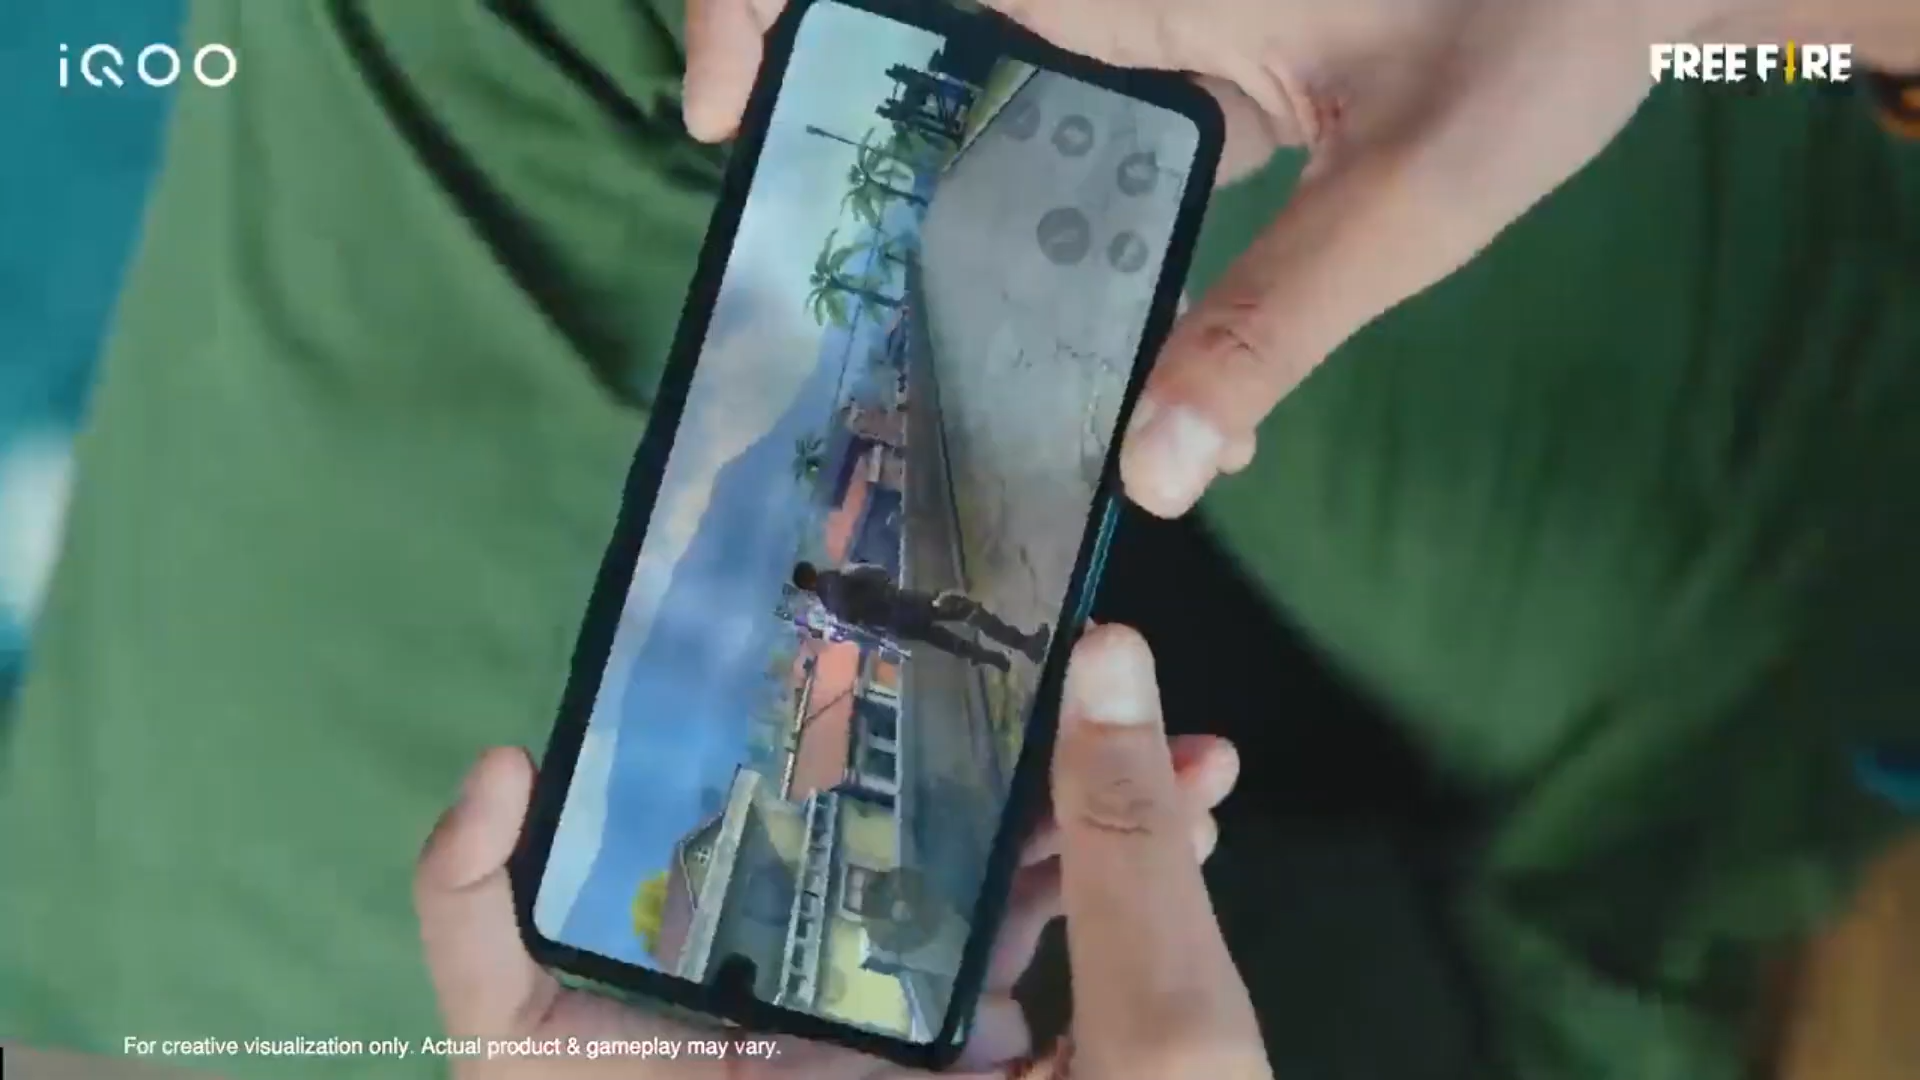 iQOO
FREE FIRE
For creative visualization only. Actual product & gameplay may vary.